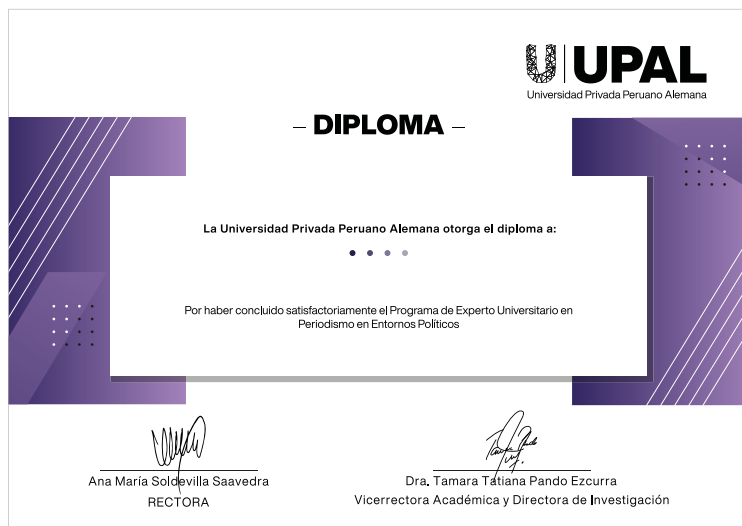 UPAL
Universidad Privada Peruano Alemana
– DIPLOMA –
La Universidad Privada Peruano Alemana otorga el diploma a:
Por haber concluido satisfactoriamente el Programa de Experto Universitario en
Periodismo en Entornos Políticos
Ana María Soldevilla Saavedra
RECTORA
Dra. Tamara Tatiana Pando Ezcurra
Vicerrectora Académica y Directora de Investigación